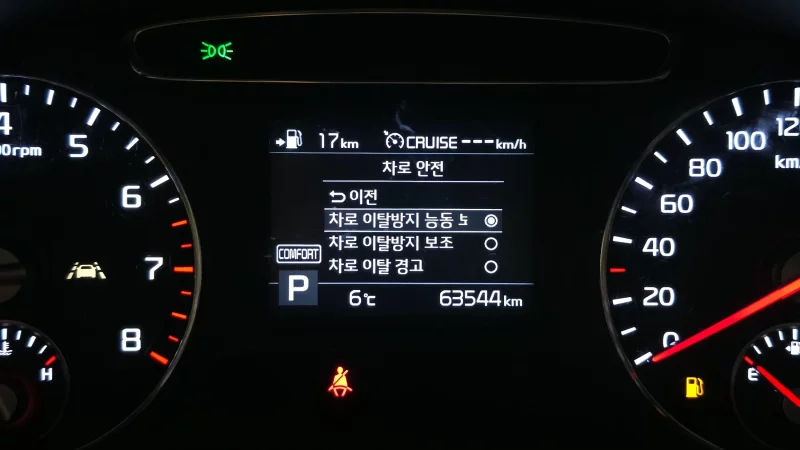 17km CRUISE ---km/h
차로 안전
이전
차로 이탈방지 능동
차로 이탈방지 보조
차로 이탈 경고
COMFORT
P
6℃ 63544km
4
5
6
7
8
H
0
20
40
60
80
100
km/
E